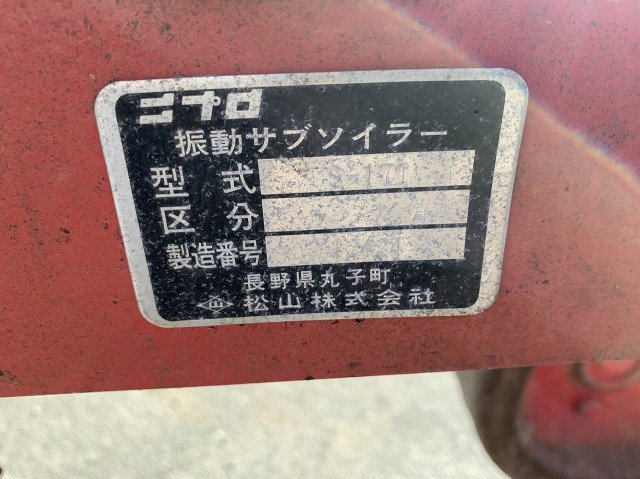 ニプロ
振動サブソイラー
型式
区分
製造番号
長野県丸子町
松山株式会社